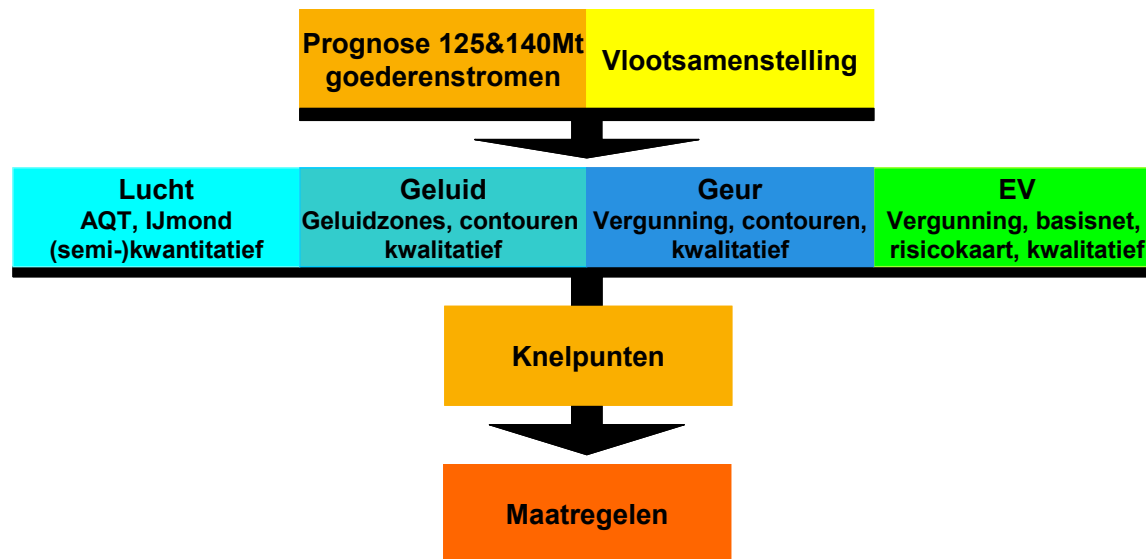 Prognose 125&140Mt
goederenstromen
Vlootsamenstelling
Lucht
AQT, IJmond
(semi-)kwantitatief
Geluid
Geluidzones, contouren
kwalitatief
Geur
Vergunning, contouren,
kwalitatief
EV
Vergunning, basisnet,
risicokaart, kwalitatief
Knelpunten
Maatregelen